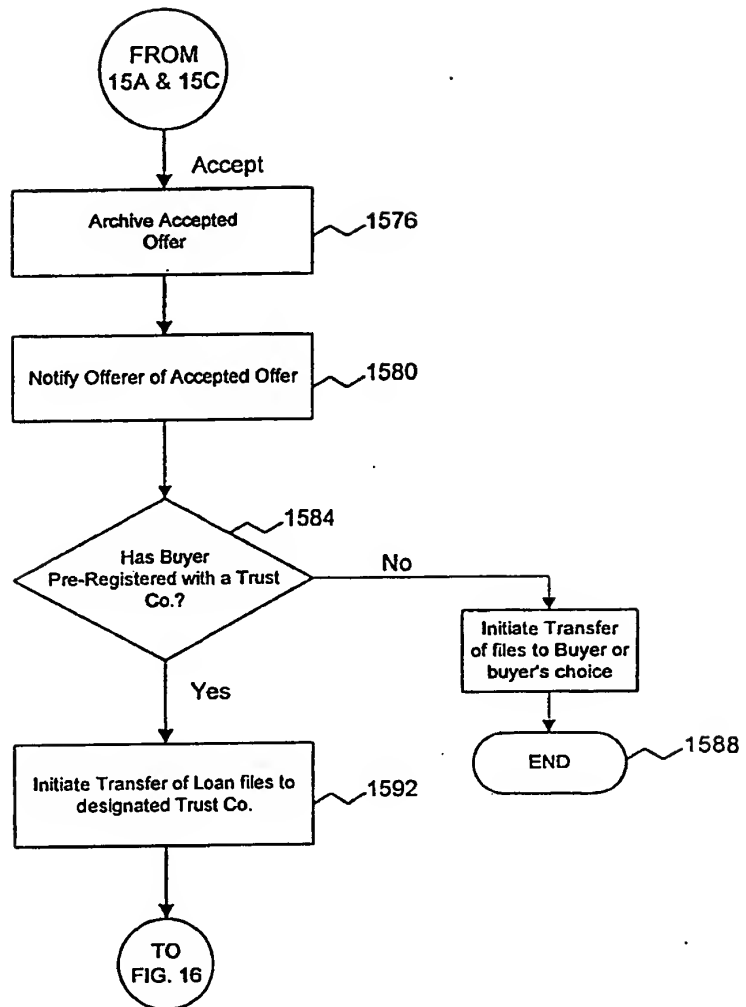 FROM
15A & 15C
Accept
Archive Accepted
Offer
1576
Notify Offerer of Accepted Offer
1580
1584
Has Buyer
Pre-Registered with a Trust
Co.?
No
Initiate Transfer
of files to Buyer or
buyer's choice
Yes
END
1588
Initiate Transfer of Loan files to
designated Trust Co.
1592
TO
FIG. 16